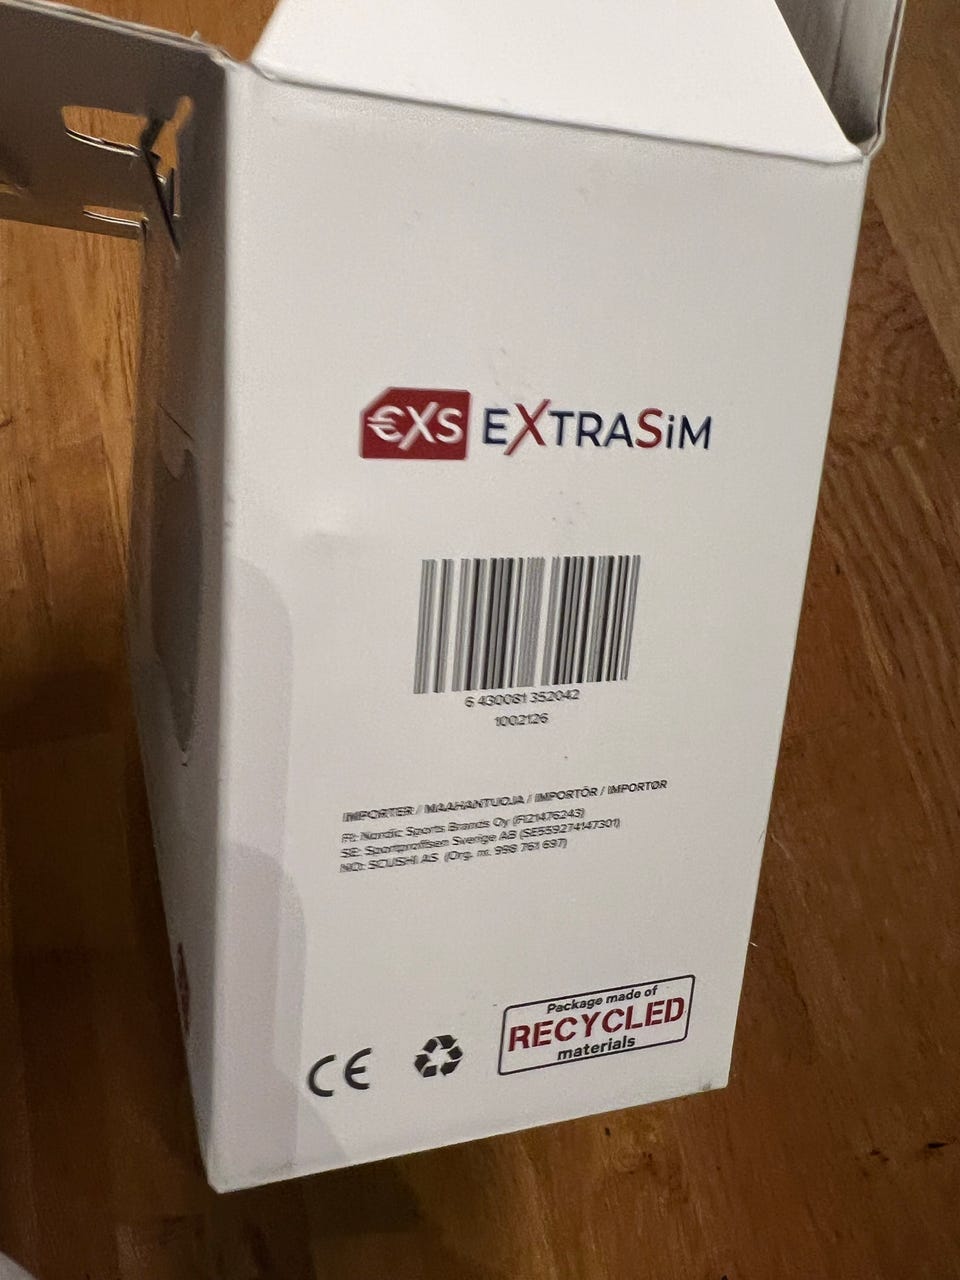 €XS EXTRASiM
6 430081 352042
1002126
IMPORTER / MAAHANTUOJA / IMPORTÖR / IMPORTØR
FI: Nordic Sports Brands Oy (FI21476243)
SE: Sportproffsen Sverige AB (SE559274147301)
NO: SCUSHI AS (Org. nr. 998 761 697)
CE
Package made of
RECYCLED
materials